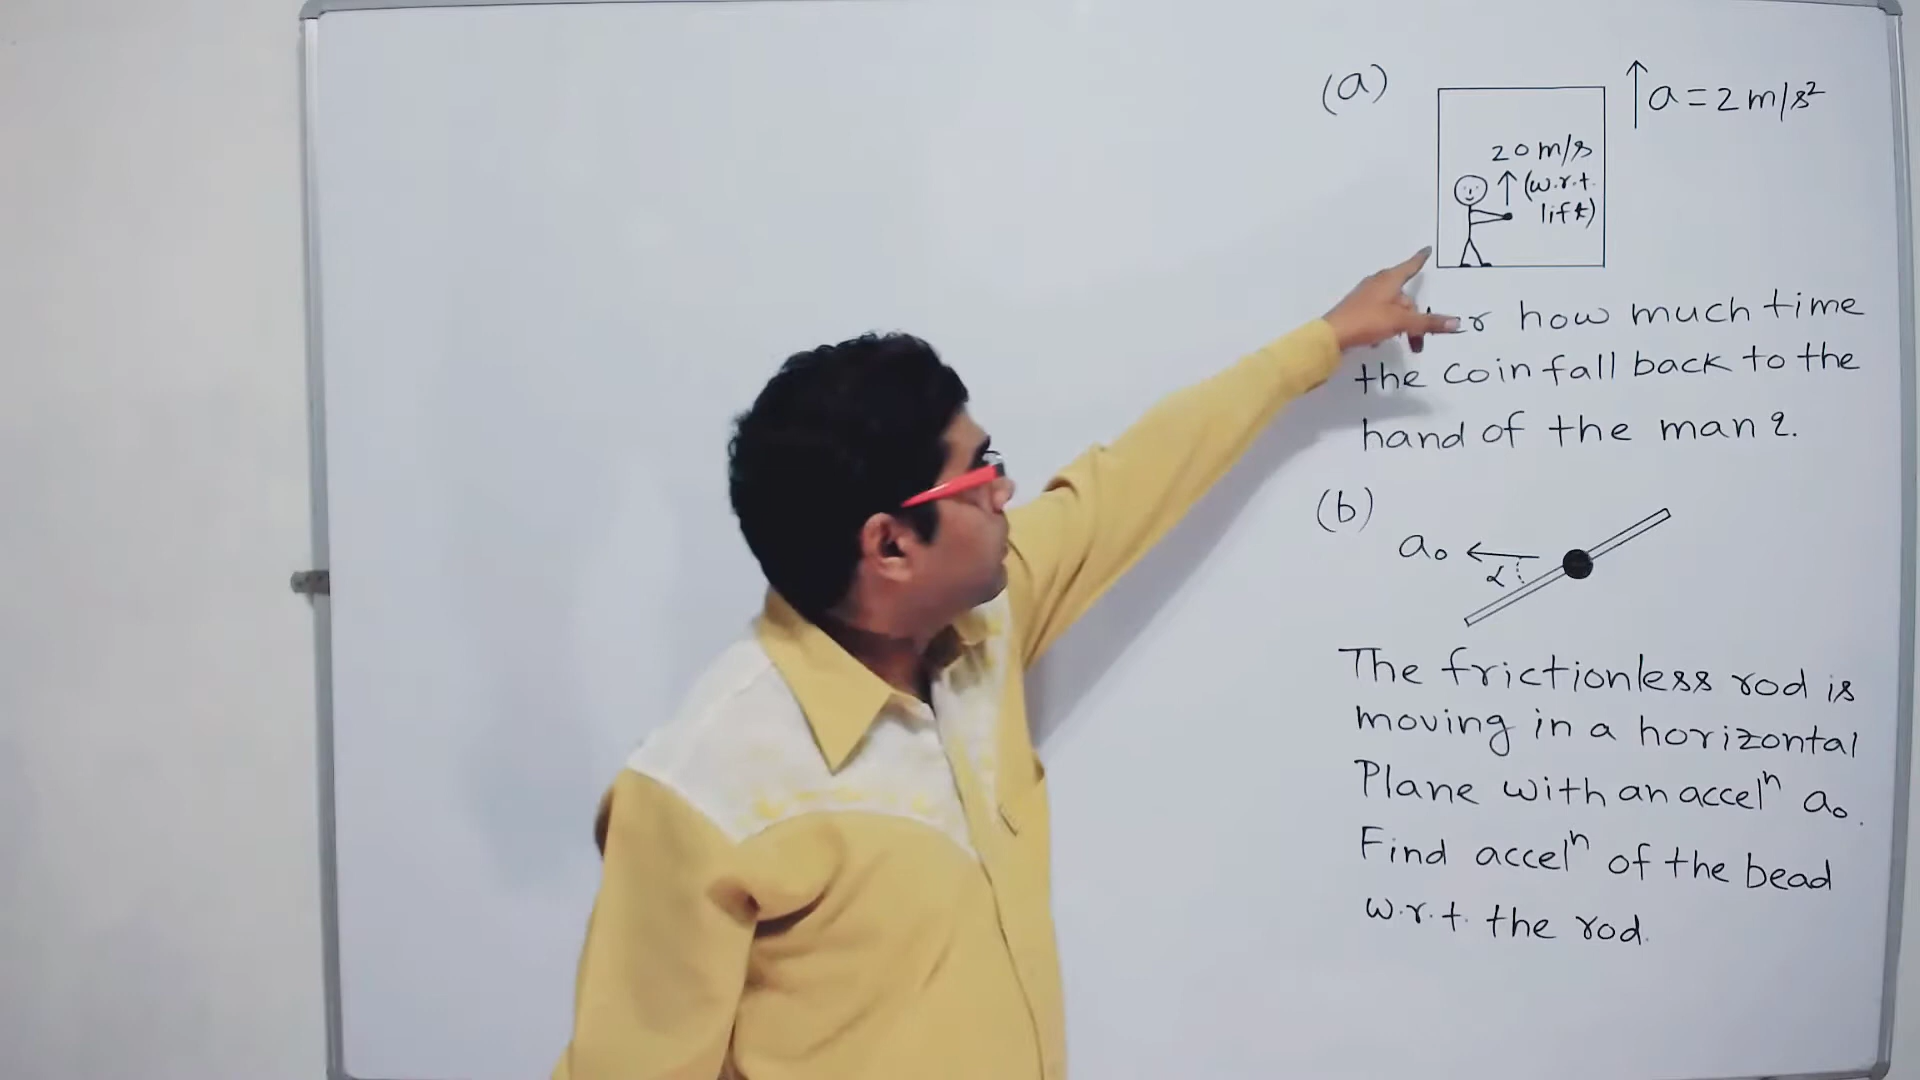 (a)
↑ a = 2 m/s²
20 m/s
↑ (w.r.t.
lift)
how much time
the coin fall back to the
hand of the man ?.
(b)
a₀ ←
α
The frictionless rod is
moving in a horizontal
Plane with an accelⁿ a₀.
Find accelⁿ of the bead
w.r.t. the rod.